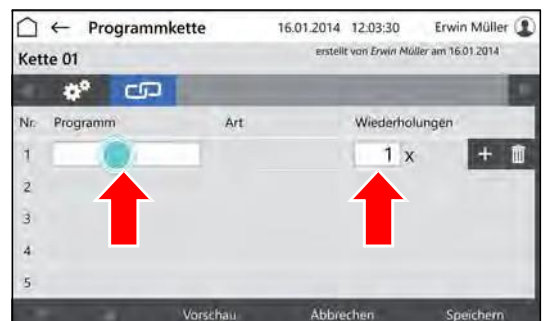 Programmkette 16.01.2014 12:03:30 Erwin Müller
Kette 01 erstellt von Erwin Müller am 16.01.2014
Nr. Programm Art Wiederholungen
1 1 x +
2
3
4
5
Vorschau Abbrechen Speichern